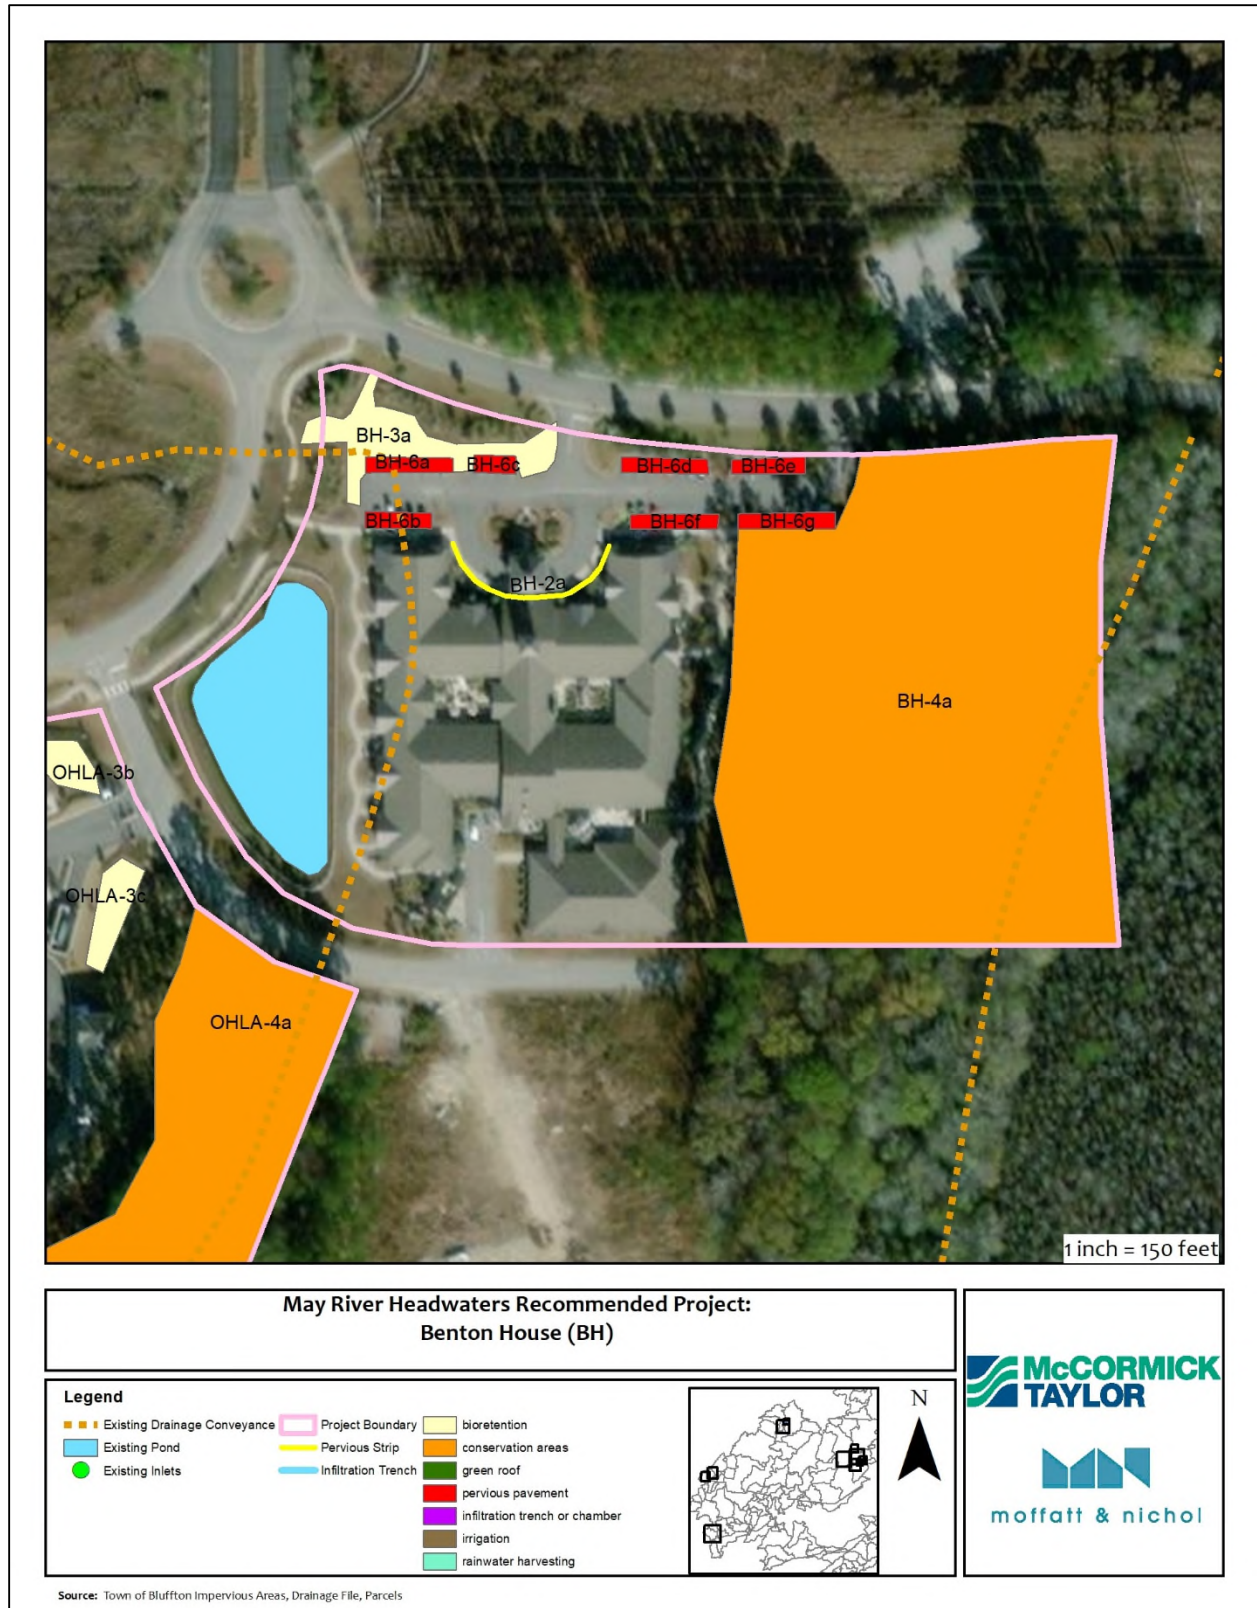 BH-3a
BH-6a
BH-6c
BH-6d
BH-6e
BH-6b
BH-6f
BH-6g
BH-2a
BH-4a
OHLA-3b
OHLA-3c
OHLA-4a
1 inch = 150 feet
May River Headwaters Recommended Project:
Benton House (BH)
Legend
Existing Drainage Conveyance
Existing Pond
Existing Inlets
Project Boundary
Pervious Strip
Infiltration Trench
bioretention
conservation areas
green roof
pervious pavement
infiltration trench or chamber
irrigation
rainwater harvesting
N
McCORMICK
TAYLOR
moffatt & nichol
Source: Town of Bluffton Impervious Areas, Drainage File, Parcels